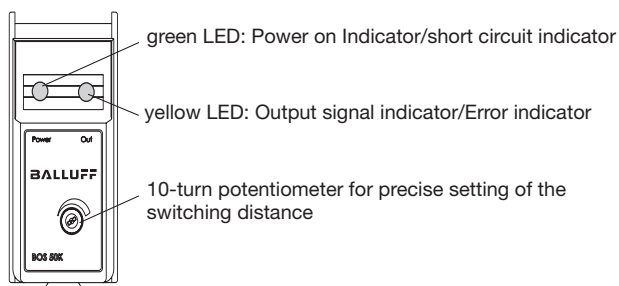 green LED: Power on Indicator/short circuit indicator
yellow LED: Output signal indicator/Error indicator
Power Out
BALLUFF
10-turn potentiometer for precise setting of the
switching distance
BOS 50K